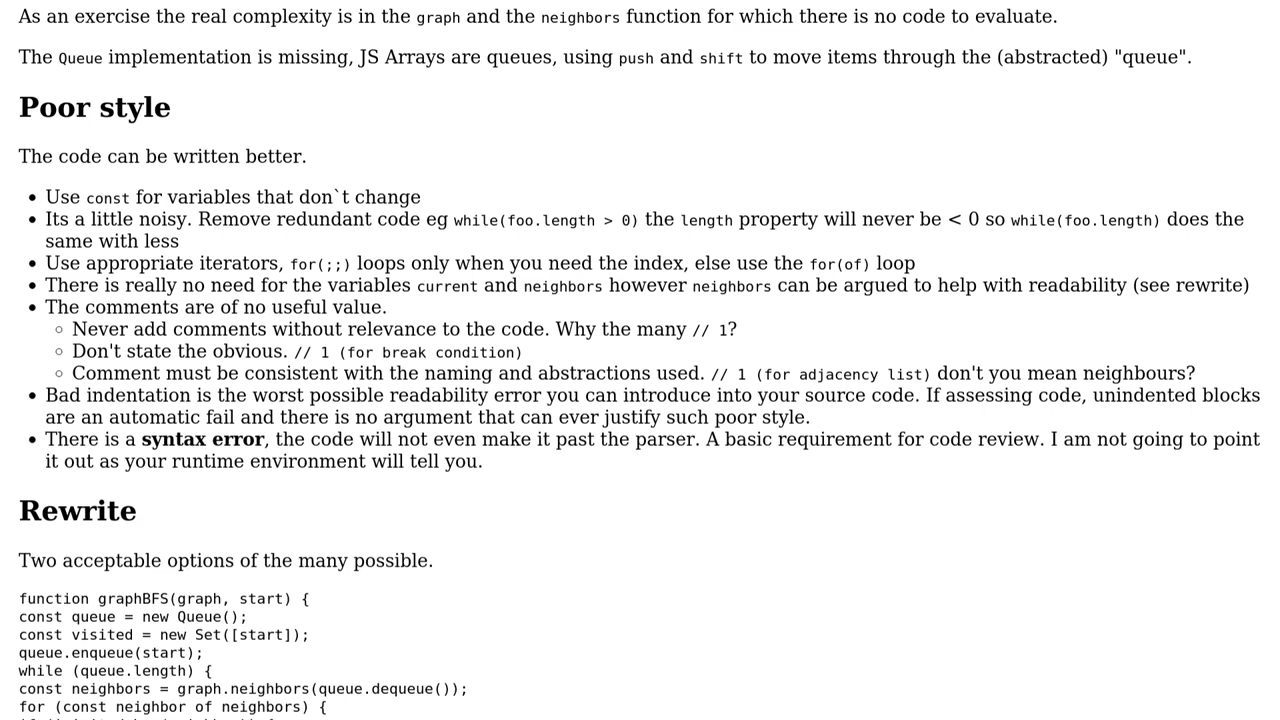 As an exercise the real complexity is in the graph and the neighbors function for which there is no code to evaluate.
The Queue implementation is missing, JS Arrays are queues, using push and shift to move items through the (abstracted) "queue".
Poor style
The code can be written better.
• Use const for variables that don`t change
• Its a little noisy. Remove redundant code eg while(foo.length > 0) the length property will never be < 0 so while(foo.length) does the
same with less
• Use appropriate iterators, for(;;) loops only when you need the index, else use the for(of) loop
• There is really no need for the variables current and neighbors however neighbors can be argued to help with readability (see rewrite)
• The comments are of no useful value.
◦ Never add comments without relevance to the code. Why the many // 1?
◦ Don't state the obvious. // 1 (for break condition)
◦ Comment must be consistent with the naming and abstractions used. // 1 (for adjacency list) don't you mean neighbours?
• Bad indentation is the worst possible readability error you can introduce into your source code. If assessing code, unindented blocks
are an automatic fail and there is no argument that can ever justify such poor style.
• There is a syntax error, the code will not even make it past the parser. A basic requirement for code review. I am not going to point
it out as your runtime environment will tell you.
Rewrite
Two acceptable options of the many possible.
function graphBFS(graph, start) {
const queue = new Queue();
const visited = new Set([start]);
queue.enqueue(start);
while (queue.length) {
const neighbors = graph.neighbors(queue.dequeue());
for (const neighbor of neighbors) {